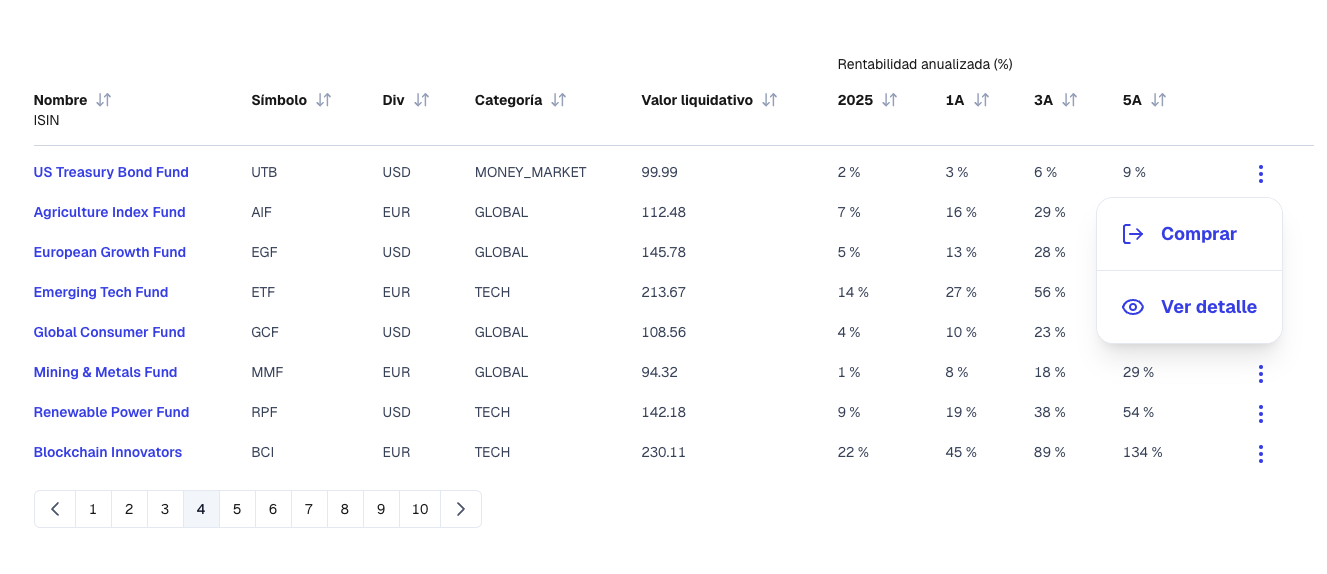 Rentabilidad anualizada (%)
Nombre Símbolo Div Categoría Valor liquidativo 2025 1A 3A 5A
ISIN
US Treasury Bond Fund UTB USD MONEY_MARKET 99.99 2 % 3 % 6 % 9 %
Agriculture Index Fund AIF EUR GLOBAL 112.48 7 % 16 % 29 %
Comprar
European Growth Fund EGF USD GLOBAL 145.78 5 % 13 % 28 %
Emerging Tech Fund ETF EUR TECH 213.67 14 % 27 % 56 %
Ver detalle
Global Consumer Fund GCF USD GLOBAL 108.56 4 % 10 % 23 %
Mining & Metals Fund MMF EUR GLOBAL 94.32 1 % 8 % 18 % 29 %
Renewable Power Fund RPF USD TECH 142.18 9 % 19 % 38 % 54 %
Blockchain Innovators BCI EUR TECH 230.11 22 % 45 % 89 % 134 %
1 2 3 4 5 6 7 8 9 10